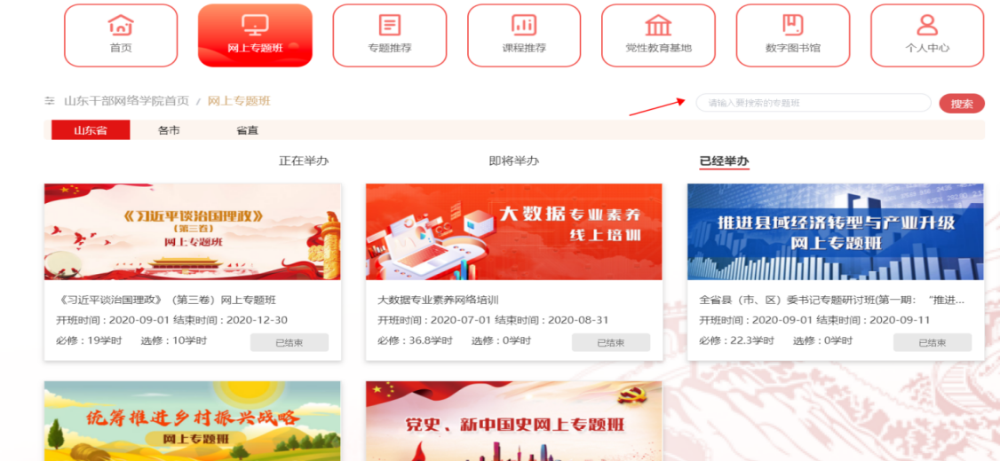 首页
网上专题班
专题推荐
课程推荐
党性教育基地
数字图书馆
个人中心
山东干部网络学院首页 / 网上专题班
请输入要搜索的专题班
搜索
山东省
各市
省直
正在举办
即将举办
已经举办
《习近平谈治国理政》
（第三卷）
网上专题班
大数据专业素养
线上培训
推进县域经济转型与产业升级
网上专题班
《习近平谈治国理政》（第三卷）网上专题班
开班时间：2020-09-01 结束时间：2020-12-30
必修：19学时 选修：10学时
已结束
大数据专业素养网络培训
开班时间：2020-07-01 结束时间：2020-08-31
必修：36.8学时 选修：0学时
已结束
全省县（市、区）委书记专题研讨班(第一期：“推进...
开班时间：2020-09-01 结束时间：2020-09-11
必修：22.3学时 选修：0学时
已结束
统筹推进乡村振兴战略
网上专题班
党史、新中国史网上专题班